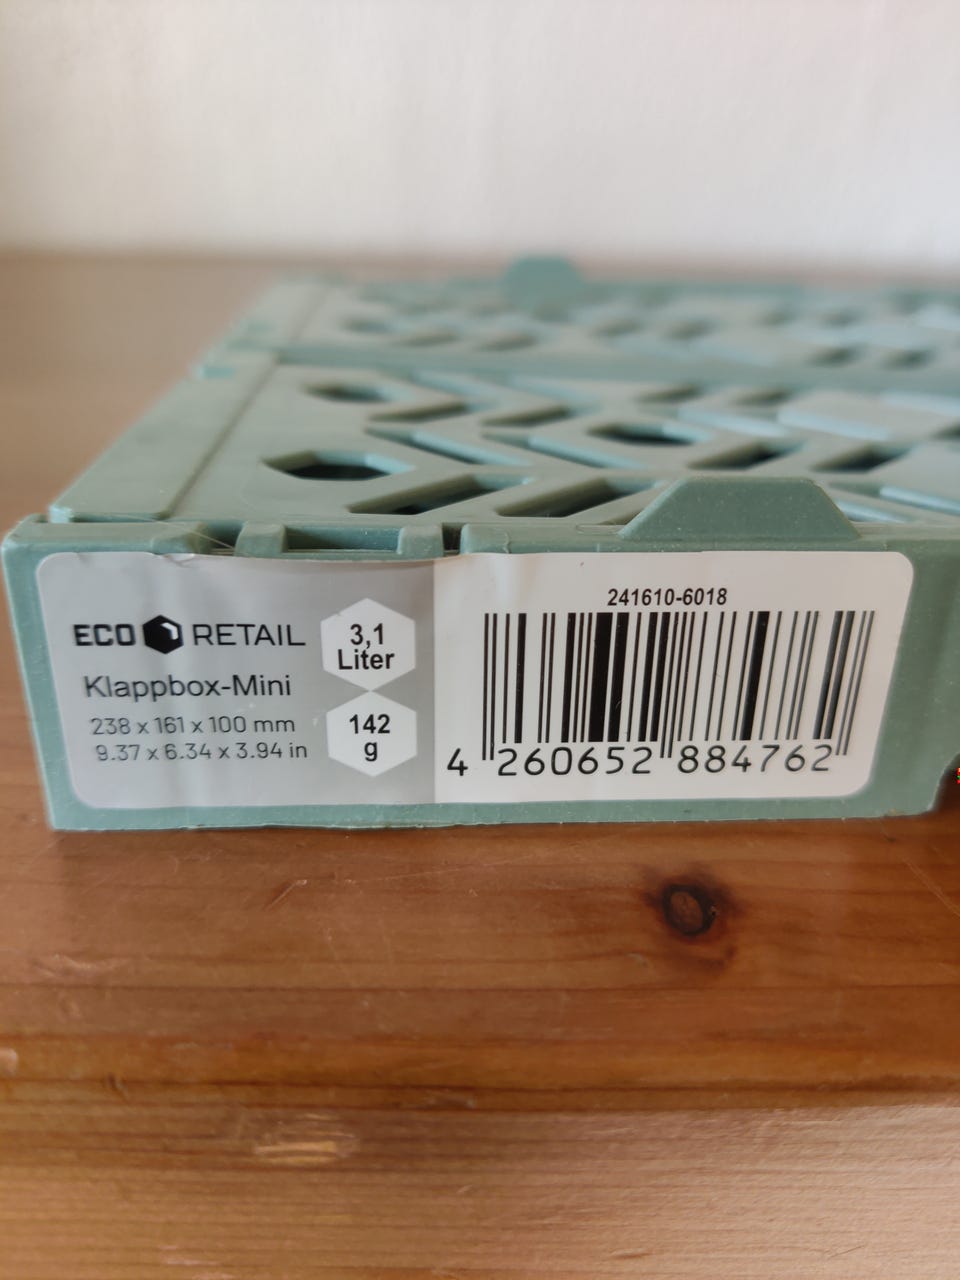 ECO RETAIL
Klappbox-Mini
238 x 161 x 100 mm
9.37 x 6.34 x 3.94 in
3,1
Liter
142
g
241610-6018
4 260652 884762